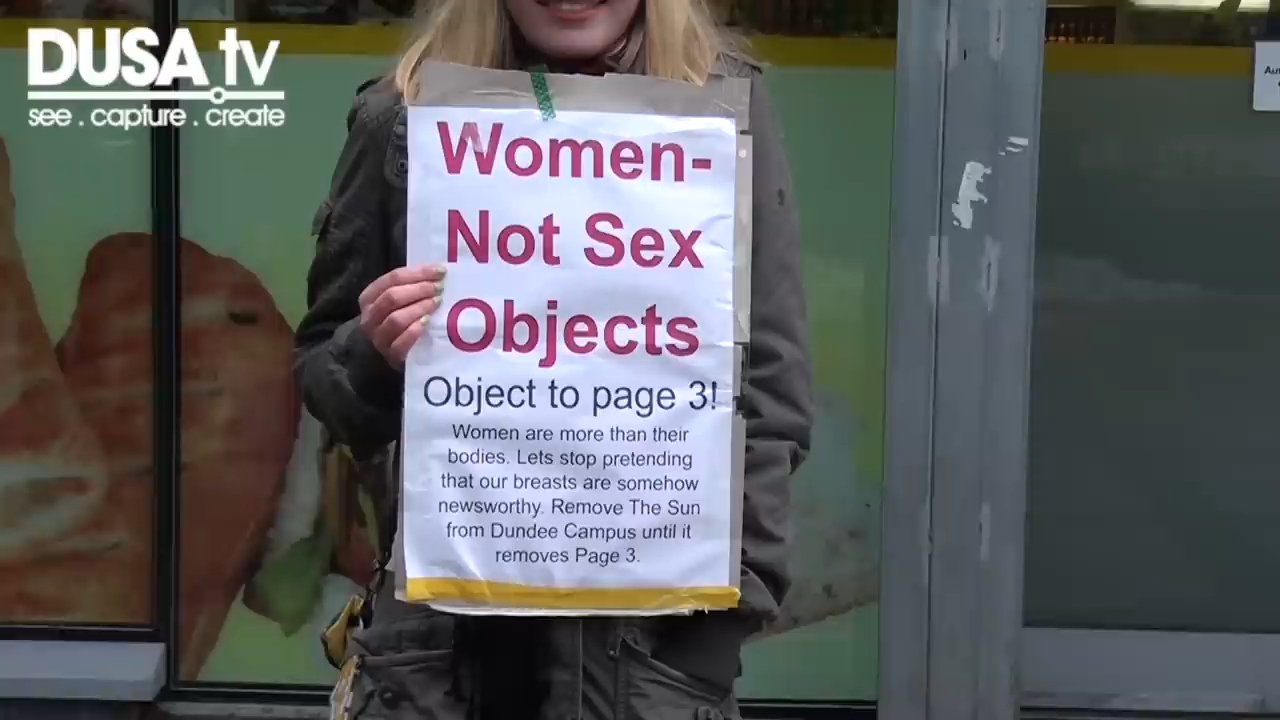 DUSA tv
see . capture . create
Women-
Not Sex
Objects
Object to page 3!
Women are more than their
bodies. Lets stop pretending
that our breasts are somehow
newsworthy. Remove The Sun
from Dundee Campus until it
removes Page 3.